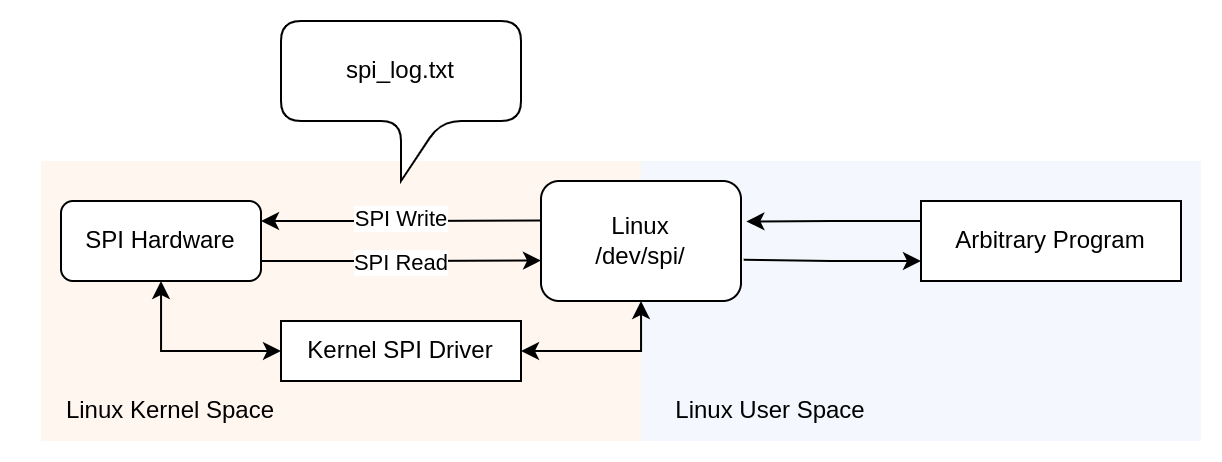 spi_log.txt
SPI Write
SPI Hardware
Linux
/dev/spi/
Arbitrary Program
SPI Read
Kernel SPI Driver
Linux Kernel Space
Linux User Space